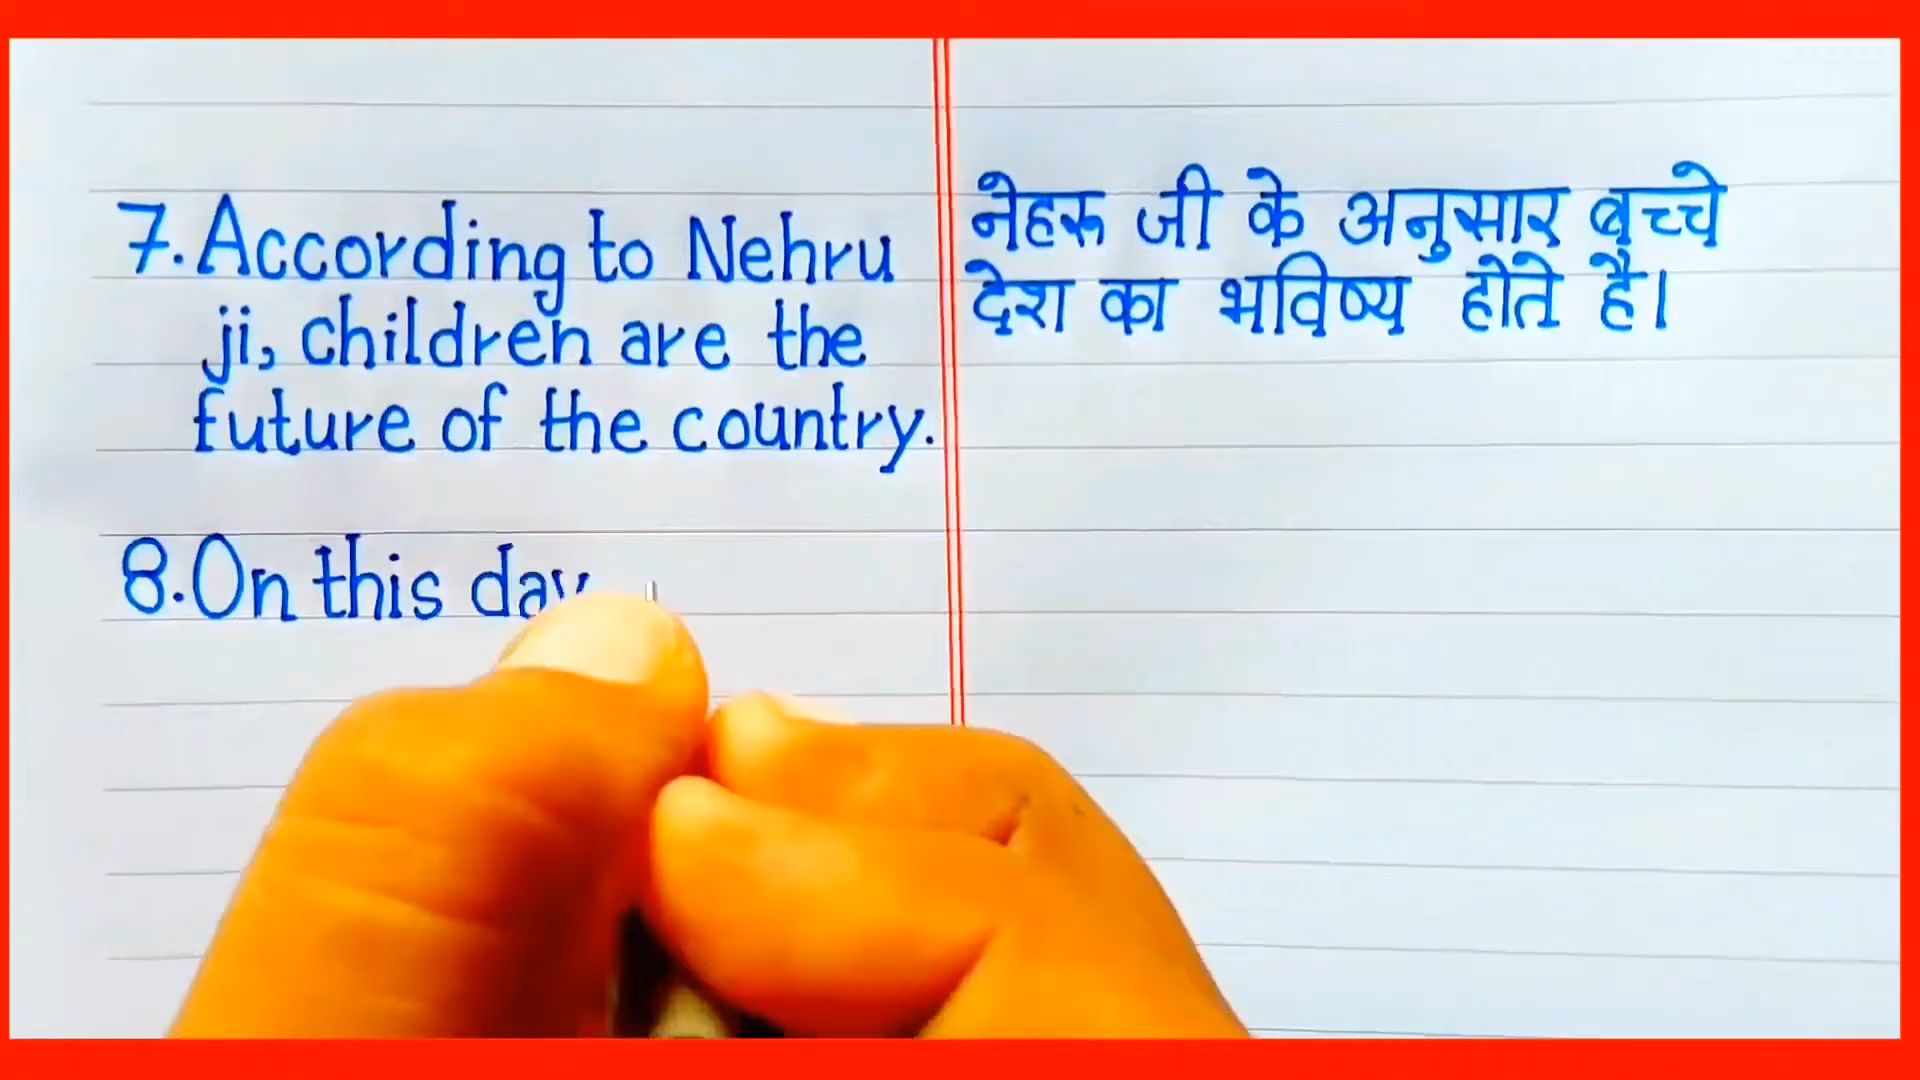 7. According to Nehru
ji, children are the
future of the country.
8. On this day
नेहरू जी के अनुसार बच्चे
देश का भविष्य होते है।